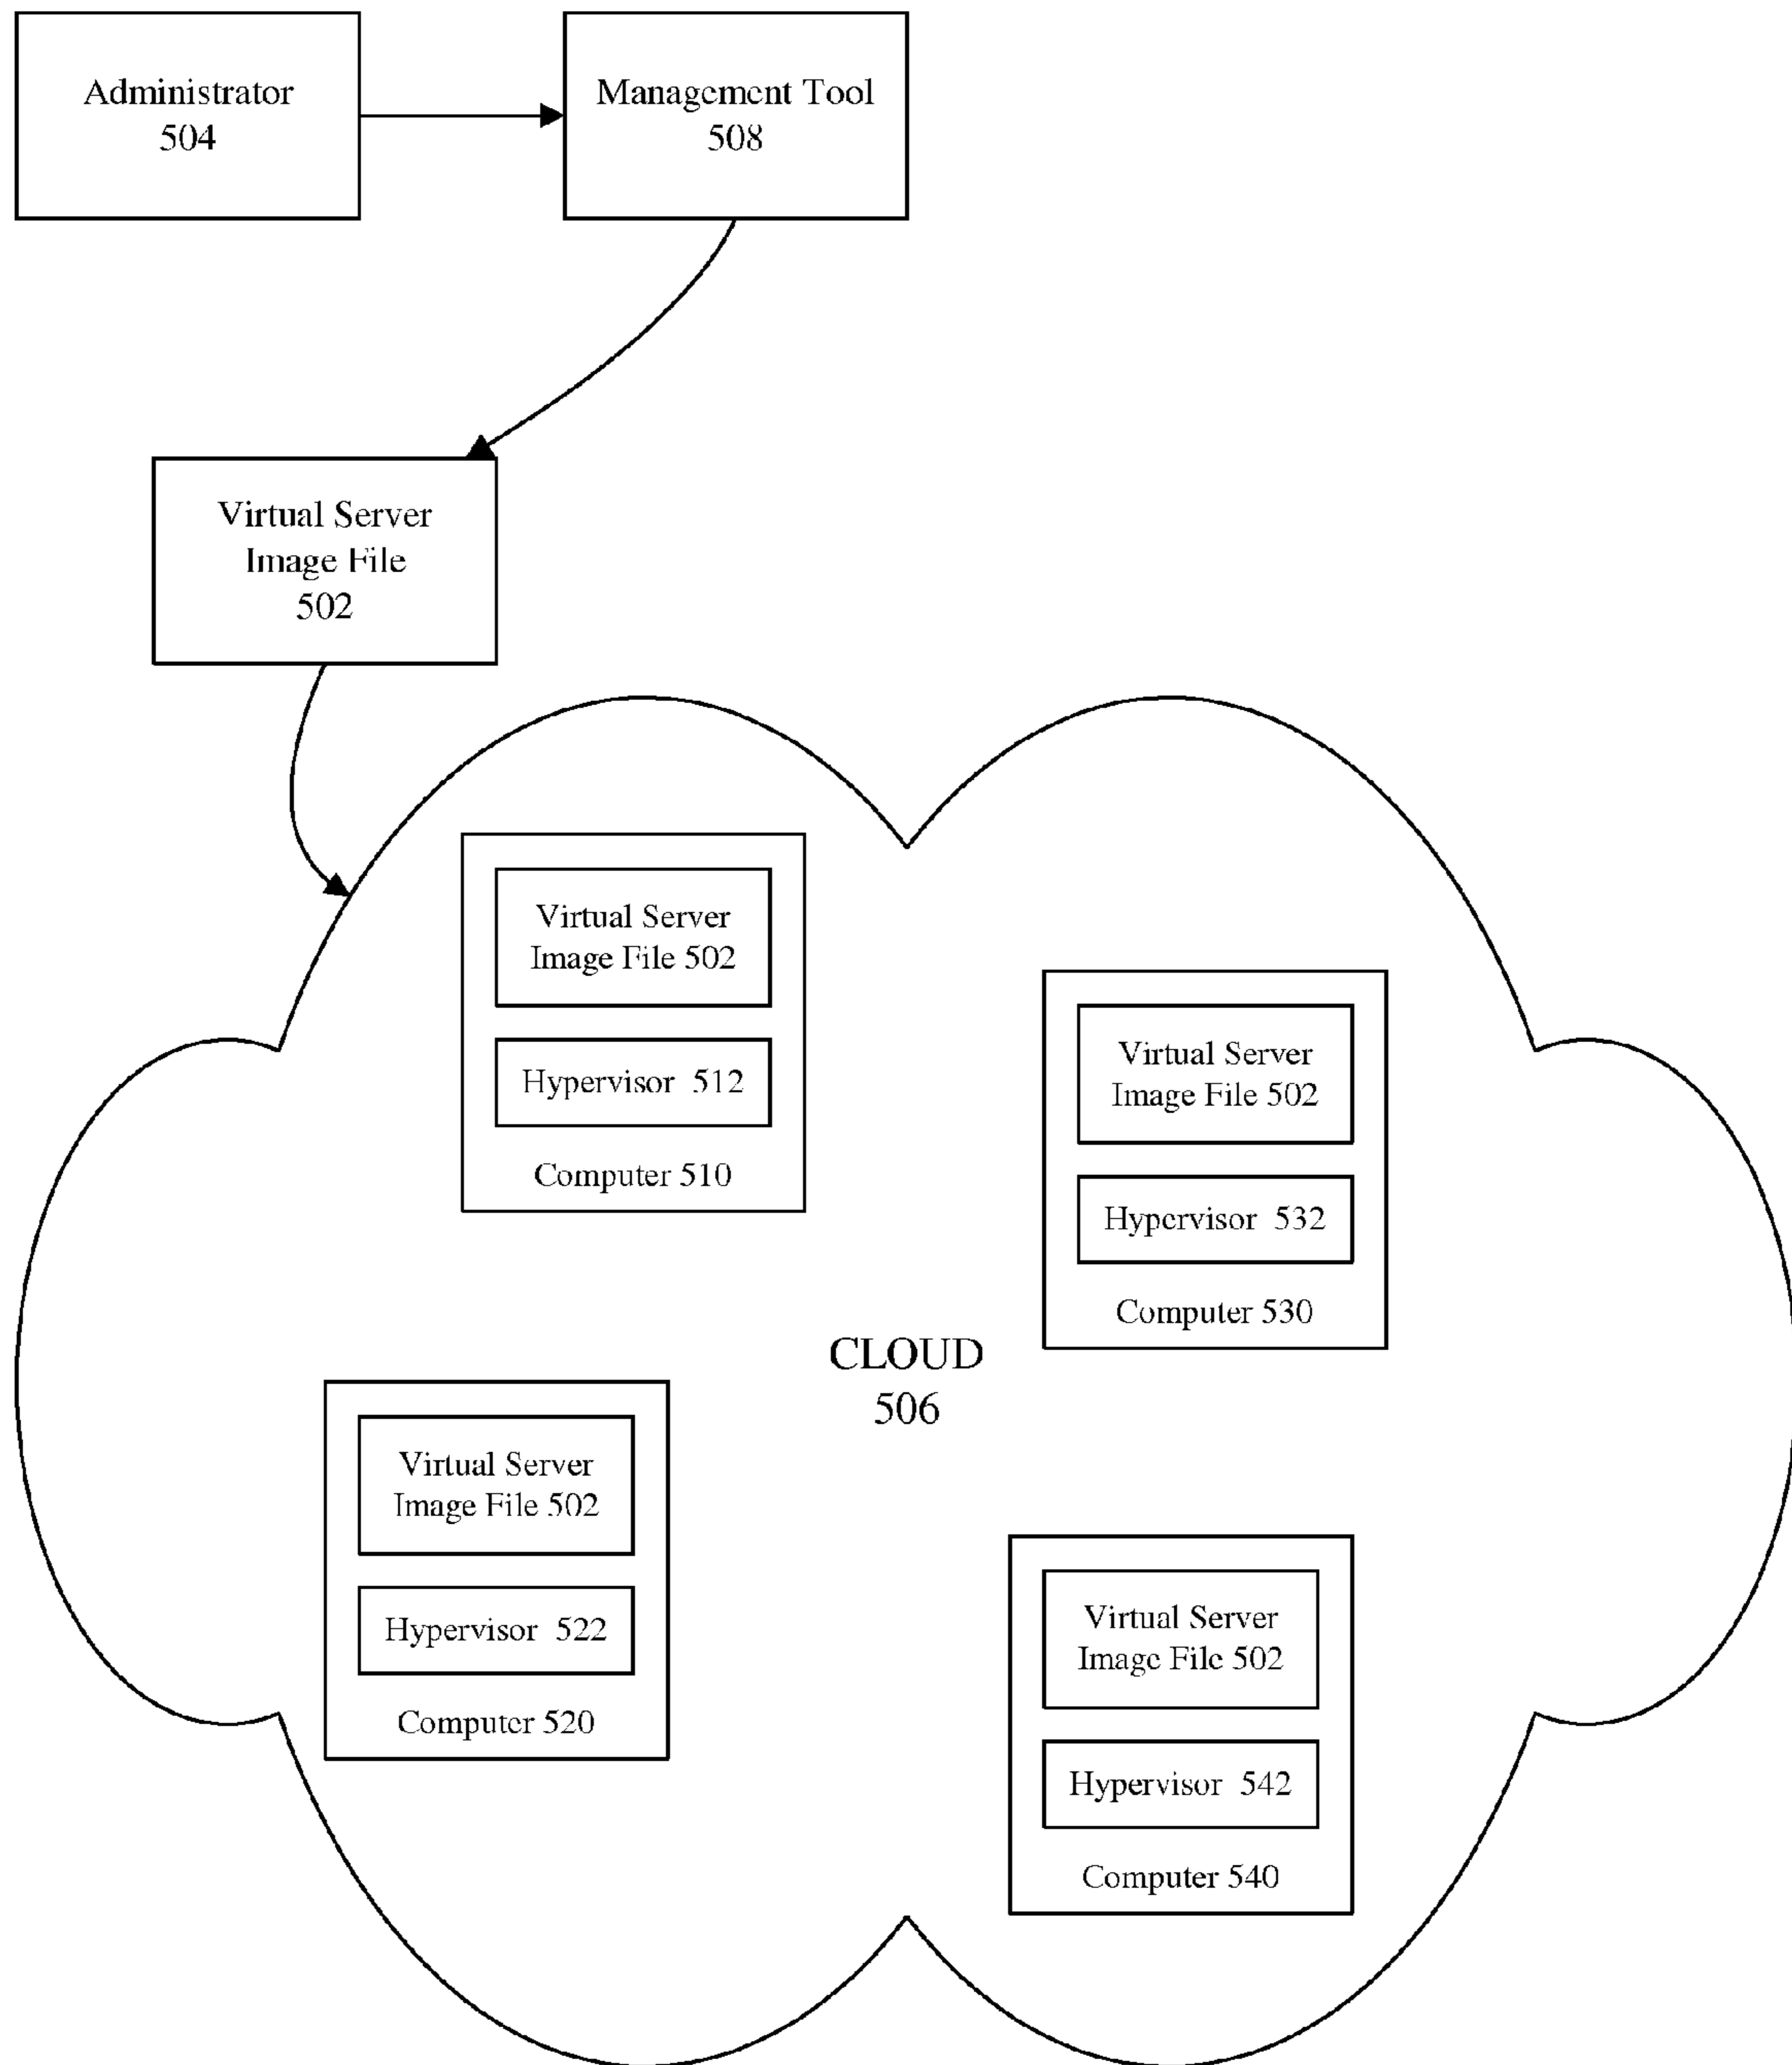 Administrator
504
Management Tool
508
Virtual Server
Image File
502
Virtual Server
Image File 502
Hypervisor 512
Computer 510
Virtual Server
Image File 502
Hypervisor 532
Computer 530
CLOUD
506
Virtual Server
Image File 502
Hypervisor 522
Computer 520
Virtual Server
Image File 502
Hypervisor 542
Computer 540